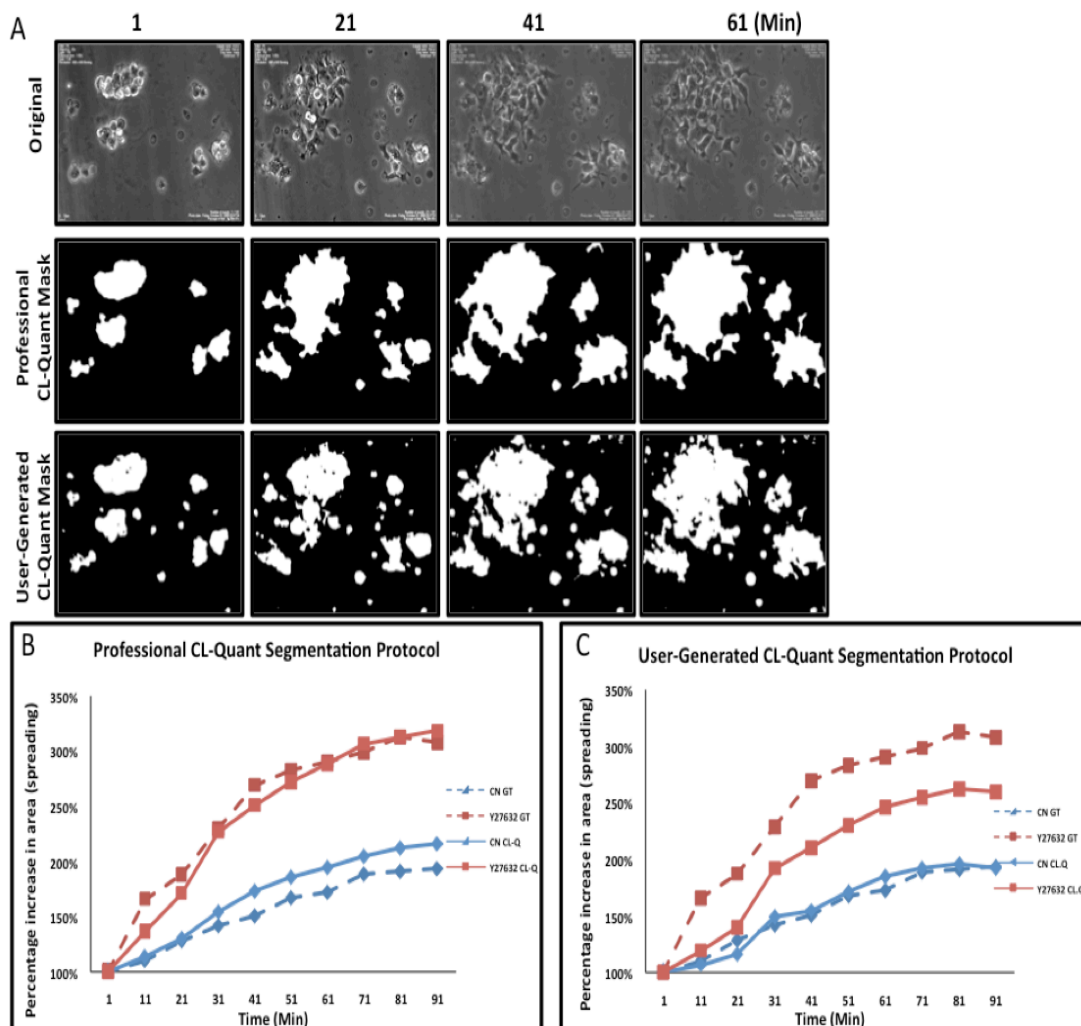 A
1 21 41 61 (Min)
Original
Professional
CL-Quant Mask
User-Generated
CL-Quant Mask
B
Professional CL-Quant Segmentation Protocol
Percentage increase in area (spreading)
350%
300%
250%
200%
150%
100%
1 11 21 31 41 51 61 71 81 91
Time (Min)
CN GT
Y27632 GT
CN CL-Q
Y27632 CL-Q
C
User-Generated CL-Quant Segmentation Protocol
Percentage increase in area (spreading)
350%
300%
250%
200%
150%
100%
1 11 21 31 41 51 61 71 81 91
Time (Min)
CN GT
Y27632 GT
CN CL.Q